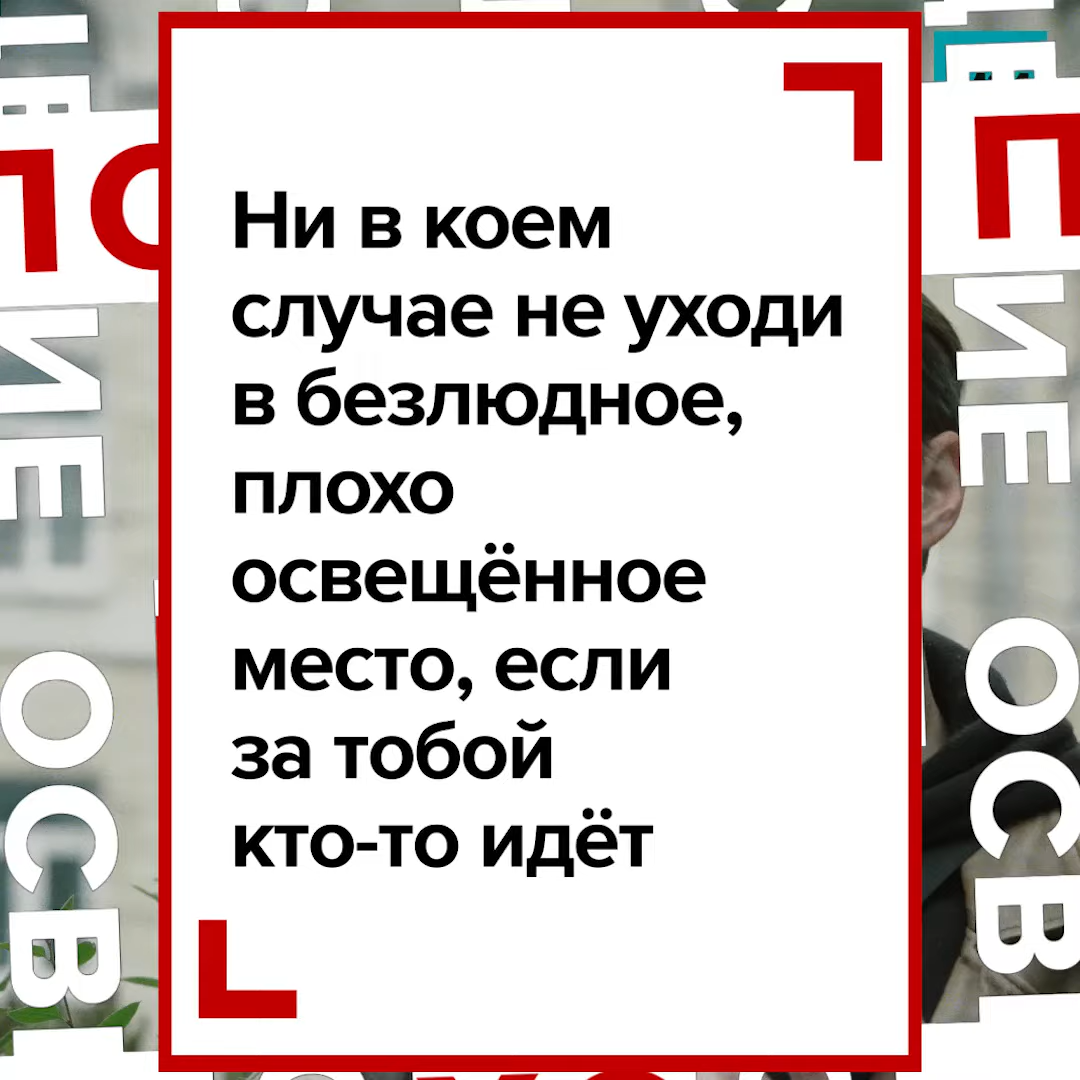 Ни в коем
случае не уходи
в безлюдное,
плохо
освещённое
место, если
за тобой
кто-то идёт